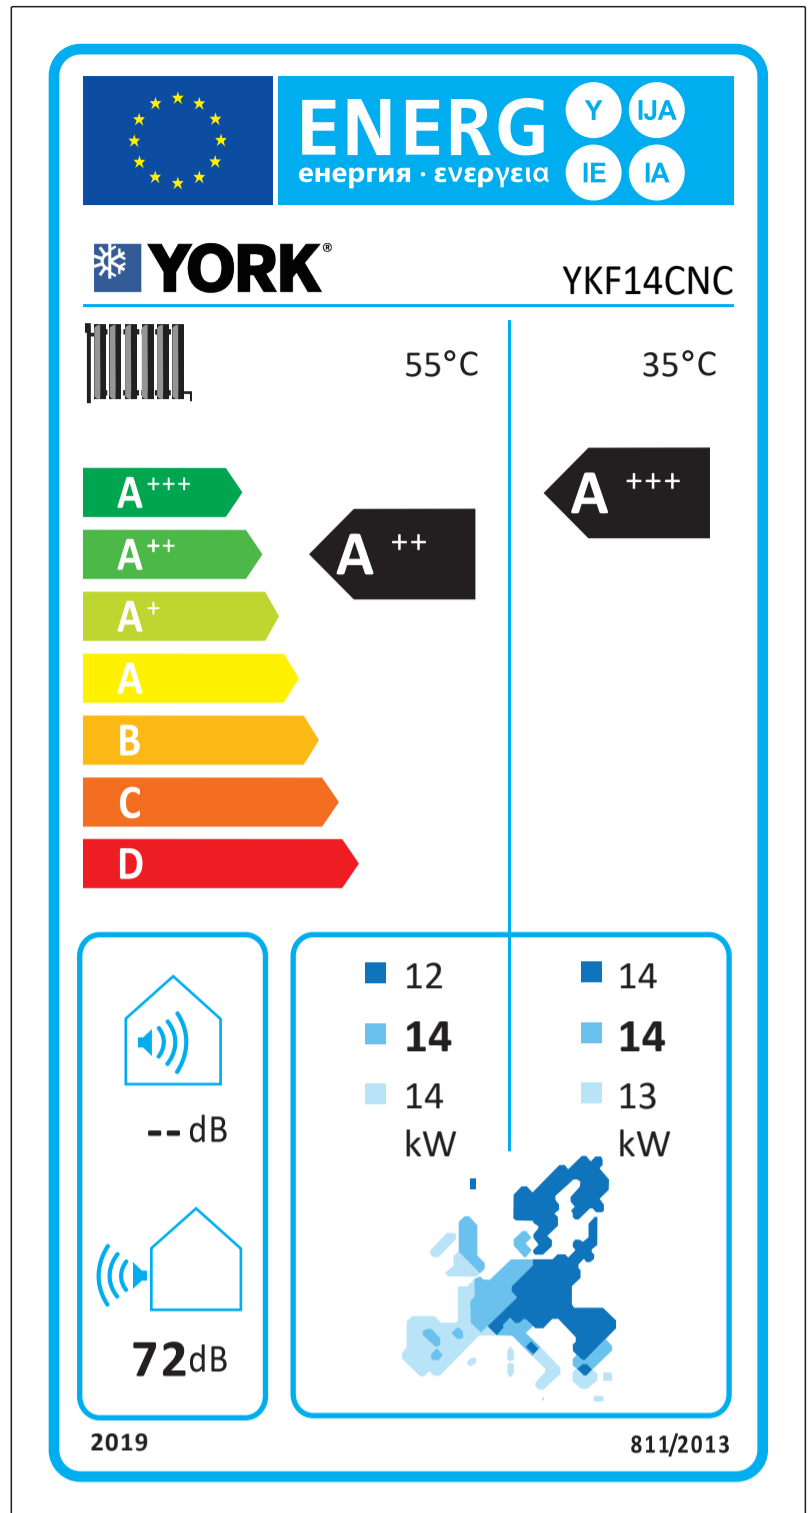 ENERG Y IJA
енергия · ενεργεια IE IA
YORK®
YKF14CNC
55°C 35°C
A+++
A+++
A++
A++
A+
A
B
C
D
12 14
14 14
14 13
kW kW
-- dB
72dB
2019 811/2013